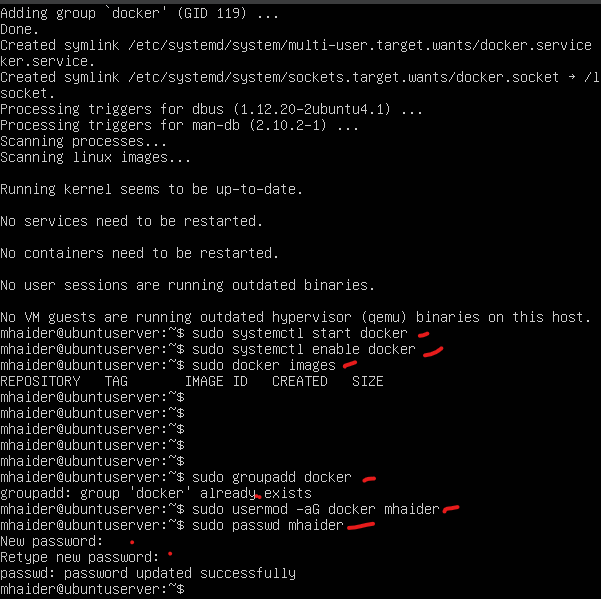 Adding group `docker' (GID 119) ...
Done.
Created symlink /etc/systemd/system/multi-user.target.wants/docker.service
ker.service.
Created symlink /etc/systemd/system/sockets.target.wants/docker.socket → /l
socket.
Processing triggers for dbus (1.12.20-2ubuntu4.1) ...
Processing triggers for man-db (2.10.2-1) ...
Scanning processes...
Scanning linux images...
Running kernel seems to be up-to-date.
No services need to be restarted.
No containers need to be restarted.
No user sessions are running outdated binaries.
No VM guests are running outdated hypervisor (qemu) binaries on this host.
mhaider@ubuntuserver:~$ sudo systemctl start docker
mhaider@ubuntuserver:~$ sudo systemctl enable docker
mhaider@ubuntuserver:~$ sudo docker images
REPOSITORY   TAG       IMAGE ID   CREATED   SIZE
mhaider@ubuntuserver:~$
mhaider@ubuntuserver:~$
mhaider@ubuntuserver:~$
mhaider@ubuntuserver:~$
mhaider@ubuntuserver:~$
mhaider@ubuntuserver:~$ sudo groupadd docker
groupadd: group 'docker' already exists
mhaider@ubuntuserver:~$ sudo usermod -aG docker mhaider
mhaider@ubuntuserver:~$ sudo passwd mhaider
New password:
Retype new password:
passwd: password updated successfully
mhaider@ubuntuserver:~$